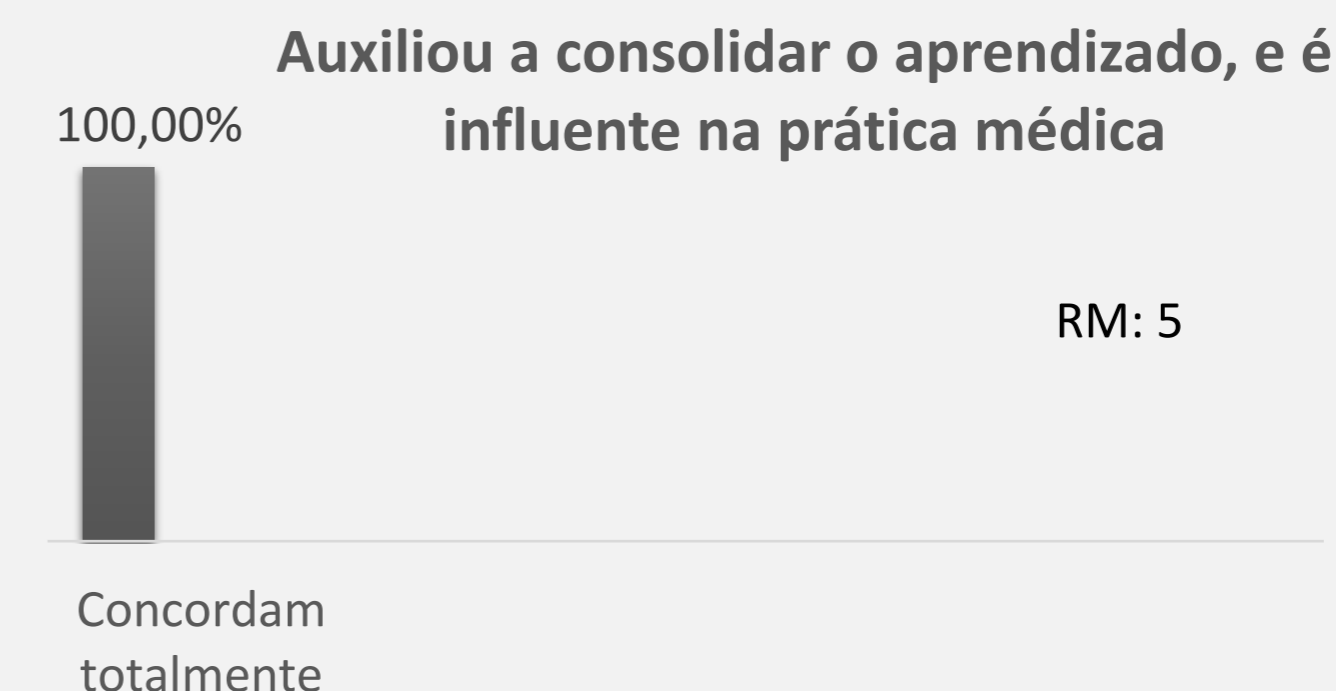 Auxiliou a consolidar o aprendizado, e é
influente na prática médica
100,00%
RM: 5
Concordam
totalmente